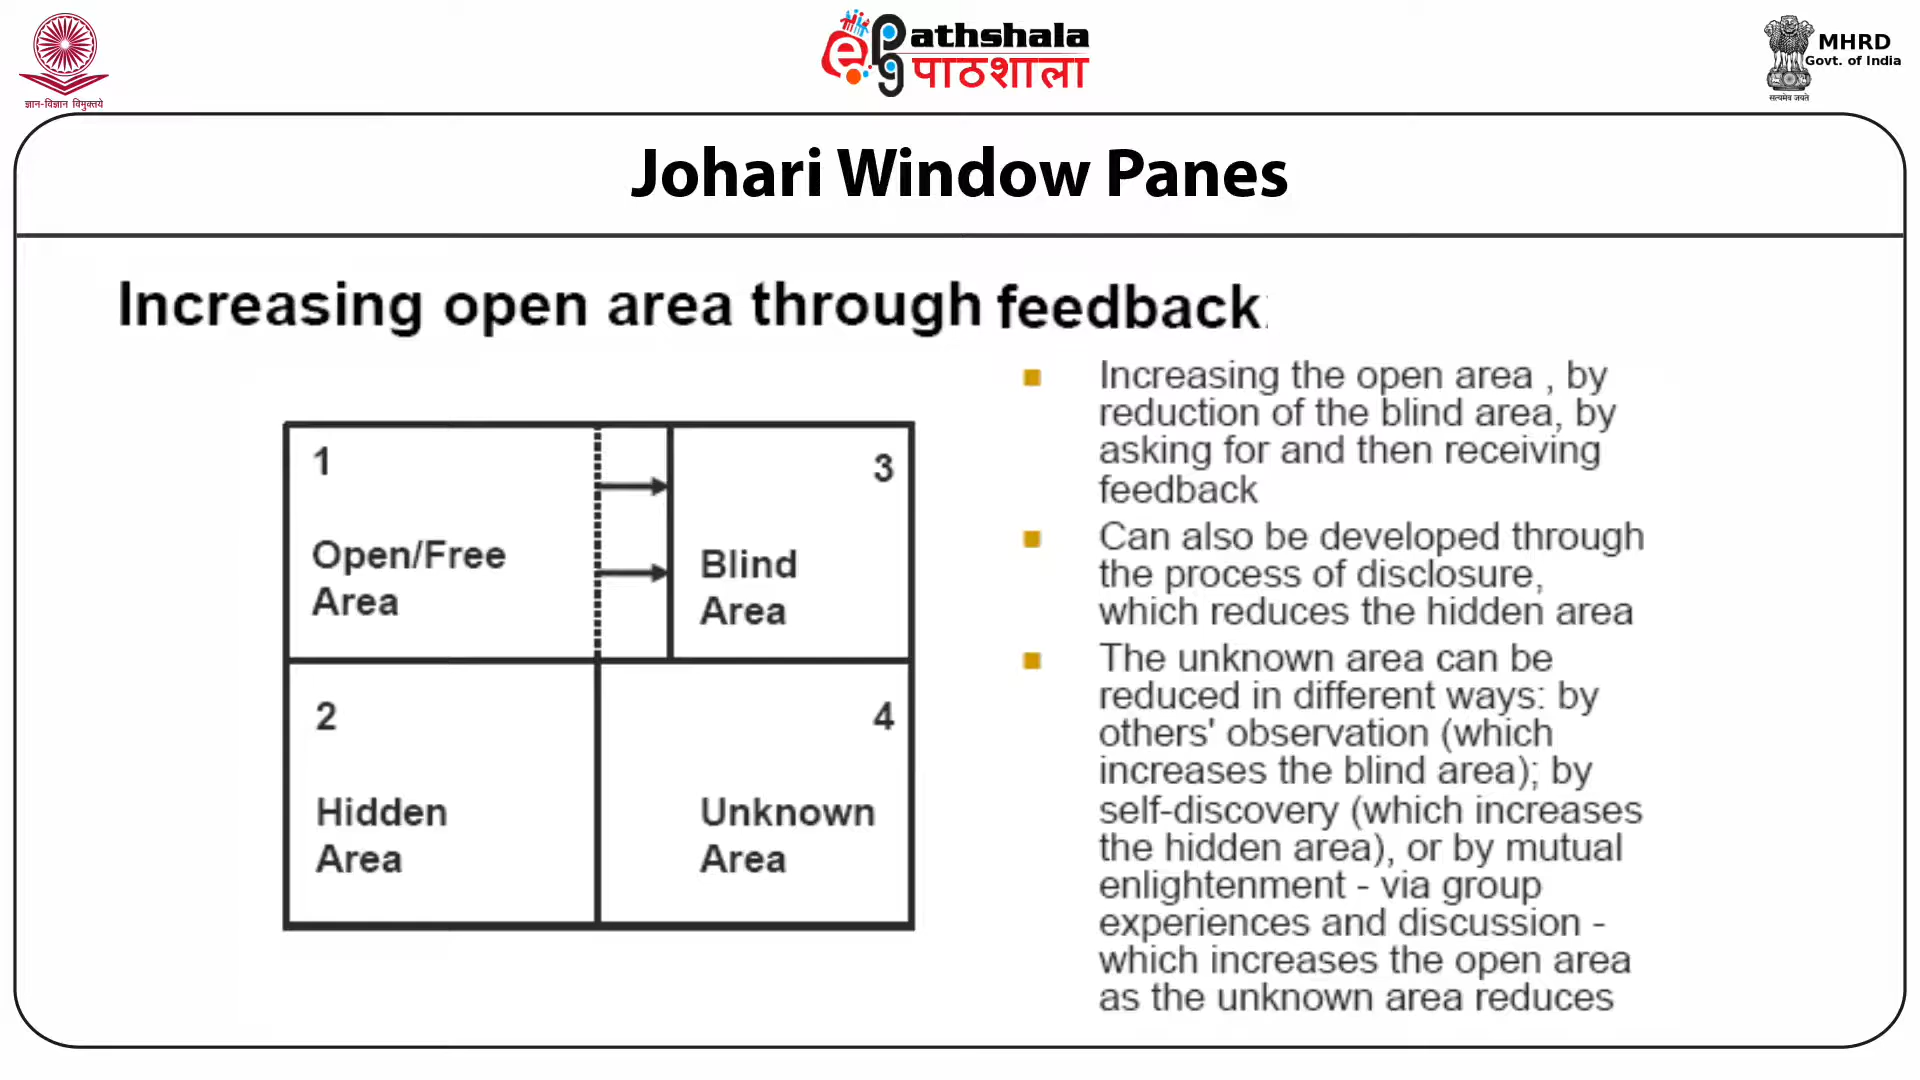 ज्ञान-विज्ञान विमुक्तये
ePathshala
पाठशाला
सत्यमेव जयते
MHRD
Govt. of India
Johari Window Panes
Increasing open area through feedback:
1
3
Open/Free
Area
Blind
Area
2
4
Hidden
Area
Unknown
Area
Increasing the open area , by
reduction of the blind area, by
asking for and then receiving
feedback
Can also be developed through
the process of disclosure,
which reduces the hidden area
The unknown area can be
reduced in different ways: by
others' observation (which
increases the blind area); by
self-discovery (which increases
the hidden area), or by mutual
enlightenment - via group
experiences and discussion -
which increases the open area
as the unknown area reduces